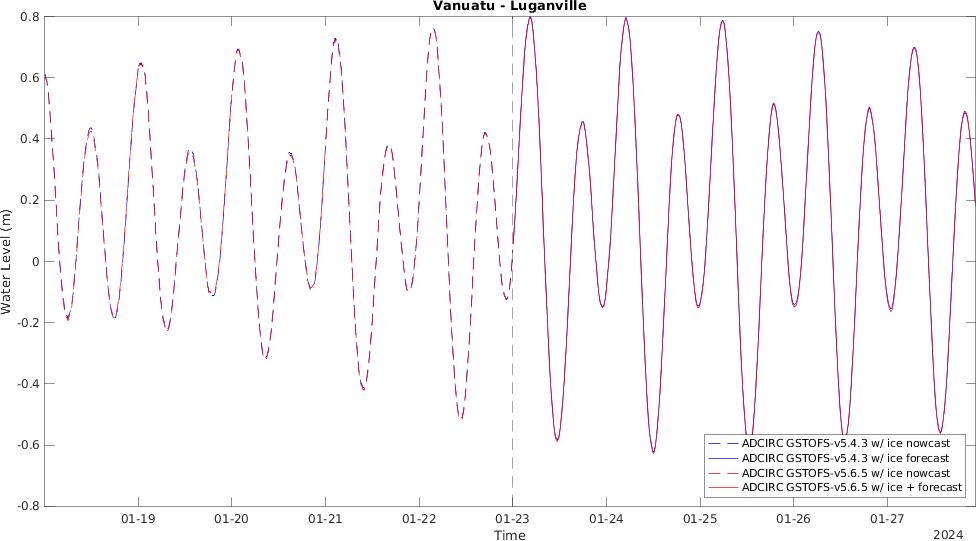 Vanuatu - Luganville
0.8
0.6
0.4
0.2
0
-0.2
-0.4
-0.6
-0.8
Water Level (m)
01-19
01-20
01-21
01-22
01-23
01-24
01-25
01-26
01-27
Time
2024
ADCIRC GSTOFS-v5.4.3 w/ ice nowcast
ADCIRC GSTOFS-v5.4.3 w/ ice forecast
ADCIRC GSTOFS-v5.6.5 w/ ice nowcast
ADCIRC GSTOFS-v5.6.5 w/ ice + forecast